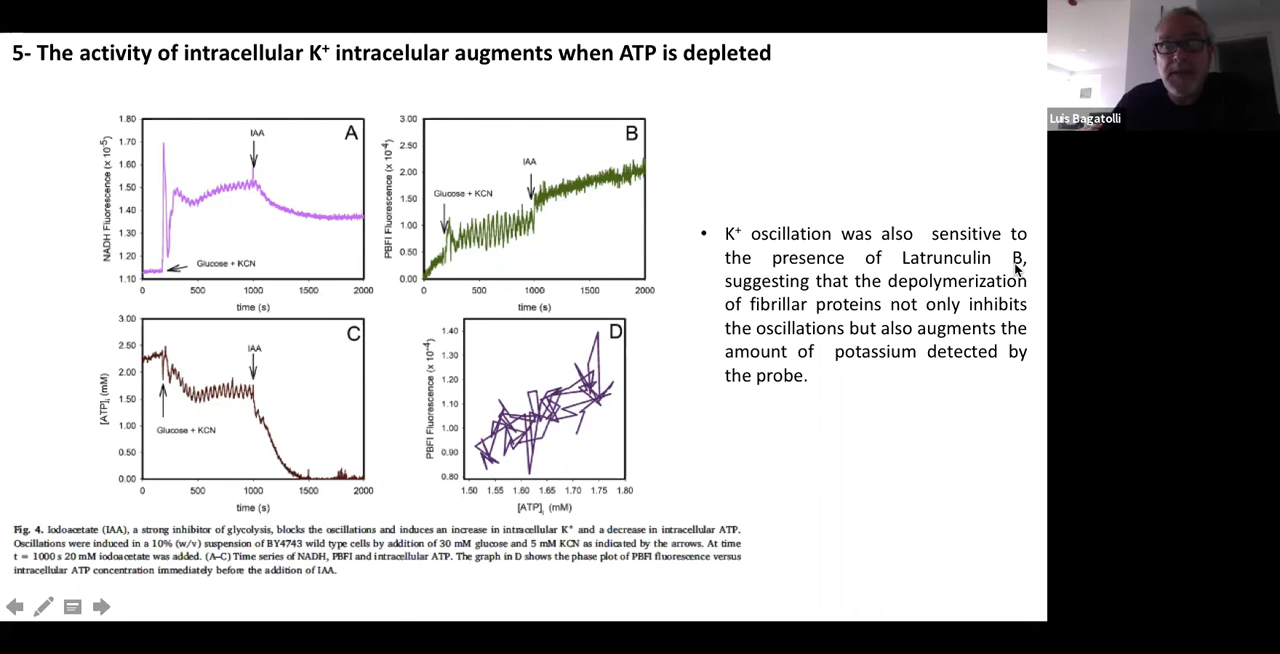 5- The activity of intracellular K⁺ intracelular augments when ATP is depleted
Luis Bagatolli
NADH Fluorescence (x 10⁻⁵)
1.80
1.70
1.60
1.50
1.40
1.30
1.20
1.10
A
IAA
Glucose + KCN
0
500
1000
1500
2000
time (s)
PBFI Fluorescence (x 10⁻⁴)
3.00
2.50
2.00
1.50
1.00
0.50
0.00
B
IAA
Glucose + KCN
0
500
1000
1500
2000
time (s)
[ATP]ᵢ (mM)
3.00
2.50
2.00
1.50
1.00
0.50
0.00
C
IAA
Glucose + KCN
0
500
1000
1500
2000
time (s)
PBFI Fluorescence (x 10⁻⁴)
1.40
1.30
1.20
1.10
1.00
0.90
0.80
D
1.50
1.55
1.60
1.65
1.70
1.75
1.80
[ATP]ᵢ (mM)
• K⁺ oscillation was also sensitive to
the presence of Latrunculin B,
suggesting that the depolymerization
of fibrillar proteins not only inhibits
the oscillations but also augments the
amount of potassium detected by
the probe.
Fig. 4. Iodoacetate (IAA), a strong inhibitor of glycolysis, blocks the oscillations and induces an increase in intracellular K⁺ and a decrease in intracellular ATP.
Oscillations were induced in a 10% (w/v) suspension of BY4743 wild type cells by addition of 30 mM glucose and 5 mM KCN as indicated by the arrows. At time
t = 1000 s 20 mM iodoacetate was added. (A–C) Time series of NADH, PBFI and intracellular ATP. The graph in D shows the phase plot of PBFI fluorescence versus
intracellular ATP concentration immediately before the addition of IAA.